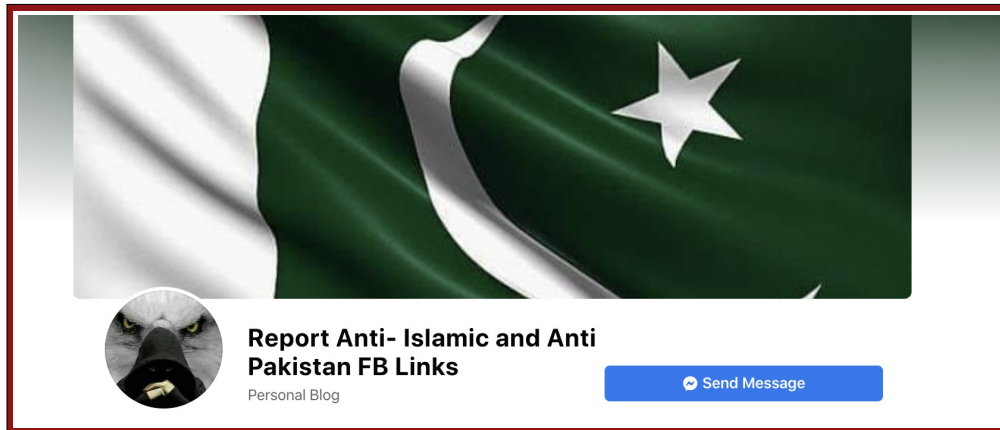 Report Anti- Islamic and Anti
Pakistan FB Links
Personal Blog
Send Message